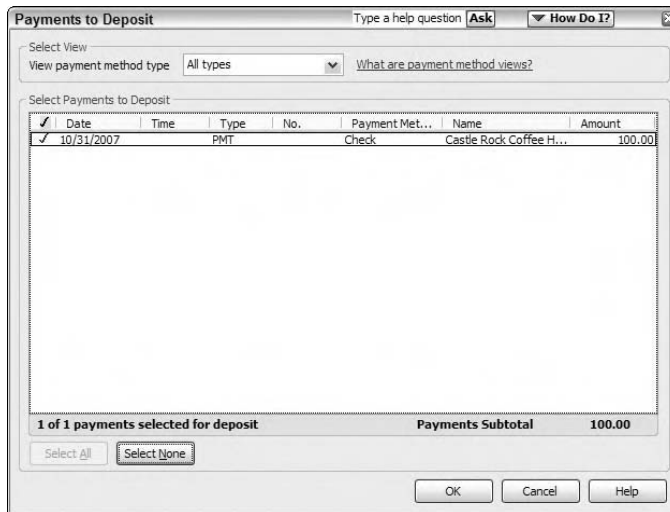 Payments to Deposit Type a help question Ask How Do I?
Select View
View payment method type All types What are payment method views?
Select Payments to Deposit
✓ Date Time Type No. Payment Met... Name Amount
✓ 10/31/2007 PMT Check Castle Rock Coffee H... 100.00
1 of 1 payments selected for deposit Payments Subtotal 100.00
Select All Select None
OK Cancel Help